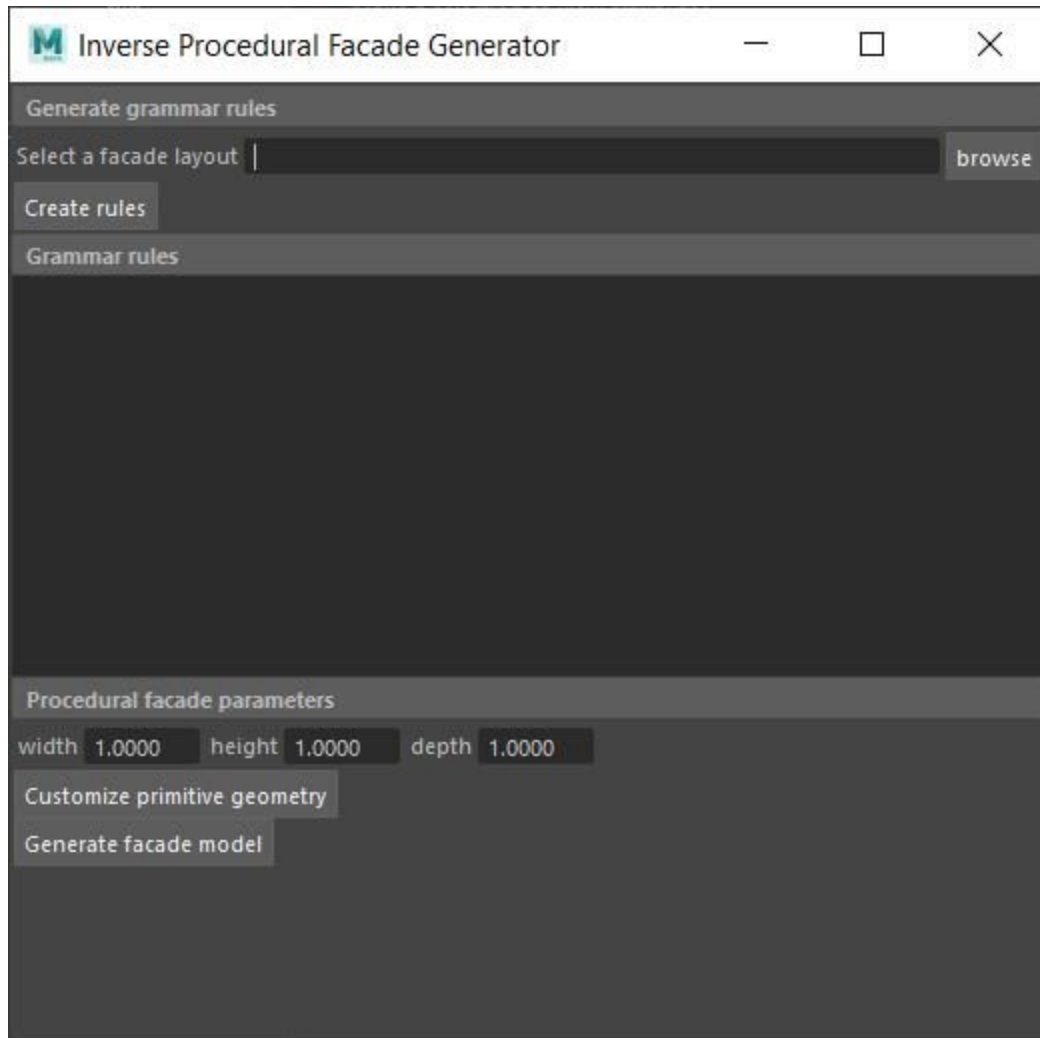 Inverse Procedural Facade Generator
Generate grammar rules
Select a facade layout browse
Create rules
Grammar rules
Procedural facade parameters
width 1.0000 height 1.0000 depth 1.0000
Customize primitive geometry
Generate facade model